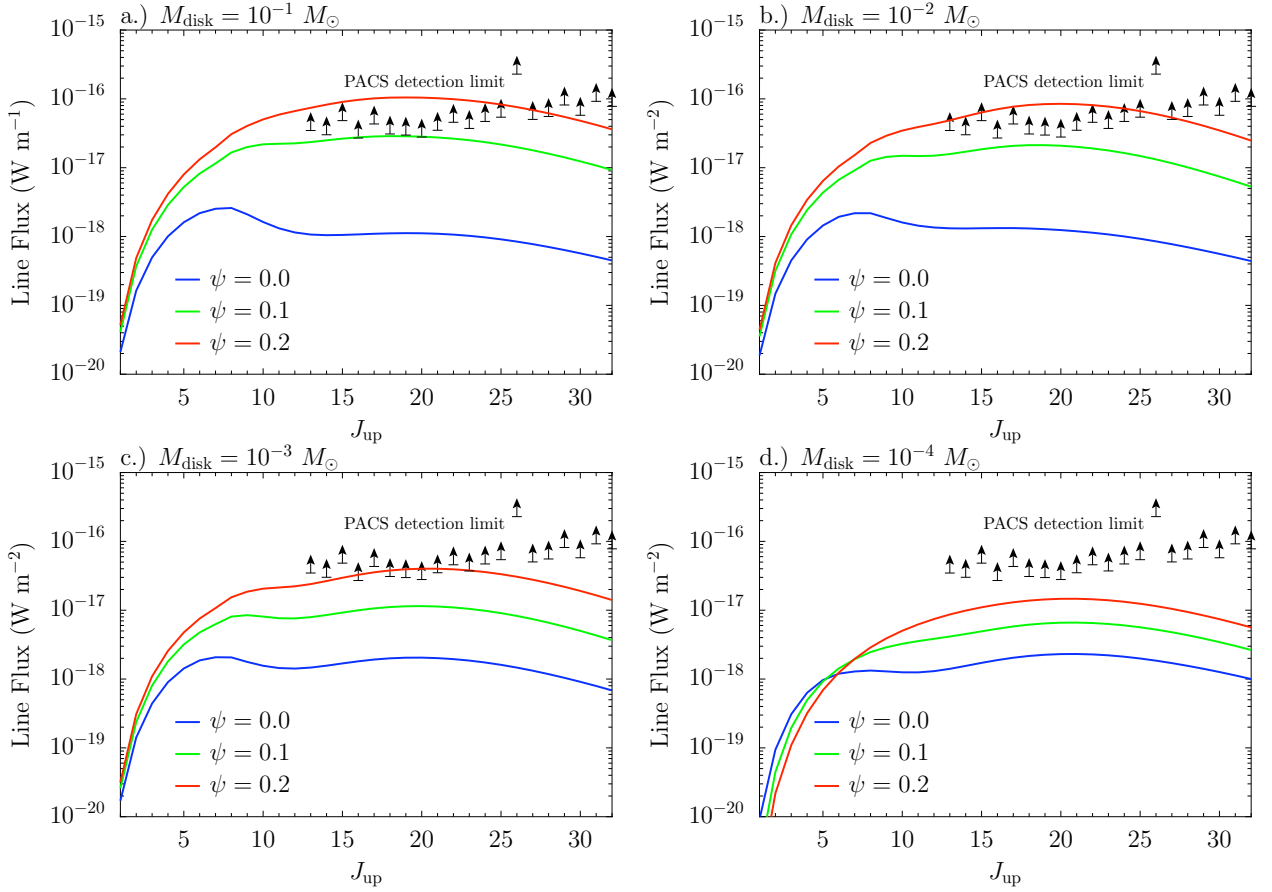 a.) M_disk = 10^−1 M_⊙
10^−15
10^−16
10^−17
10^−18
10^−19
10^−20
Line Flux (W m^−1)
PACS detection limit
ψ = 0.0
ψ = 0.1
ψ = 0.2
5 10 15 20 25 30
J_up
b.) M_disk = 10^−2 M_⊙
10^−15
10^−16
10^−17
10^−18
10^−19
10^−20
Line Flux (W m^−2)
PACS detection limit
ψ = 0.0
ψ = 0.1
ψ = 0.2
5 10 15 20 25 30
J_up
c.) M_disk = 10^−3 M_⊙
10^−15
10^−16
10^−17
10^−18
10^−19
10^−20
Line Flux (W m^−2)
PACS detection limit
ψ = 0.0
ψ = 0.1
ψ = 0.2
5 10 15 20 25 30
J_up
d.) M_disk = 10^−4 M_⊙
10^−15
10^−16
10^−17
10^−18
10^−19
10^−20
Line Flux (W m^−2)
PACS detection limit
ψ = 0.0
ψ = 0.1
ψ = 0.2
5 10 15 20 25 30
J_up